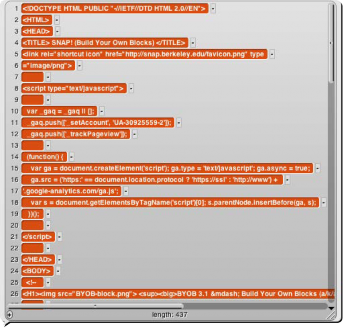 1 <!DOCTYPE HTML PUBLIC "-//IETF//DTD HTML 2.0//EN">
2 <HTML>
3 <HEAD>
4 <TITLE> SNAP! (Build Your Own Blocks) </TITLE>
5 <link rel="shortcut icon" href="http://snap.berkeley.edu/favicon.png" type
6 ="image/png">
7
8 <script type="text/javascript">
9
10 var _gaq = _gaq || [];
11 _gaq.push(['_setAccount', 'UA-30925559-2']);
12 _gaq.push(['_trackPageview']);
13
14 (function() {
15 var ga = document.createElement('script'); ga.type = 'text/javascript'; ga.async = true;
16 ga.src = ('https:' == document.location.protocol ? 'https://ssl' : 'http://www') +
17 '.google-analytics.com/ga.js';
18 var s = document.getElementsByTagName('script')[0]; s.parentNode.insertBefore(ga, s);
19 })();
20
21 </script>
22
23 </HEAD>
24 <BODY>
25 <!--
26 <H1><img src="BYOB-block.png"> <sup><big>BYOB 3.1 &mdash; Build Your Own Blocks
length: 437